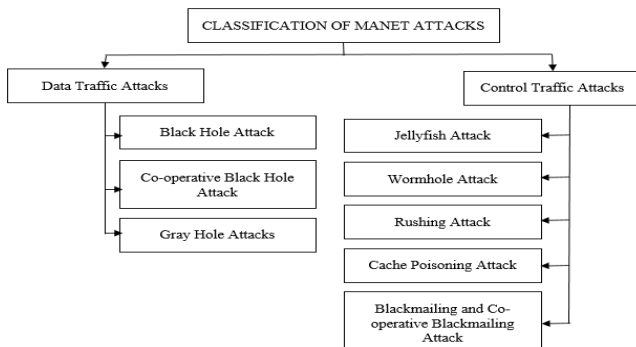 CLASSIFICATION OF MANET ATTACKS
Data Traffic Attacks
Control Traffic Attacks
Black Hole Attack
Co-operative Black Hole
Attack
Gray Hole Attacks
Jellyfish Attack
Wormhole Attack
Rushing Attack
Cache Poisoning Attack
Blackmailing and Co-
operative Blackmailing
Attack